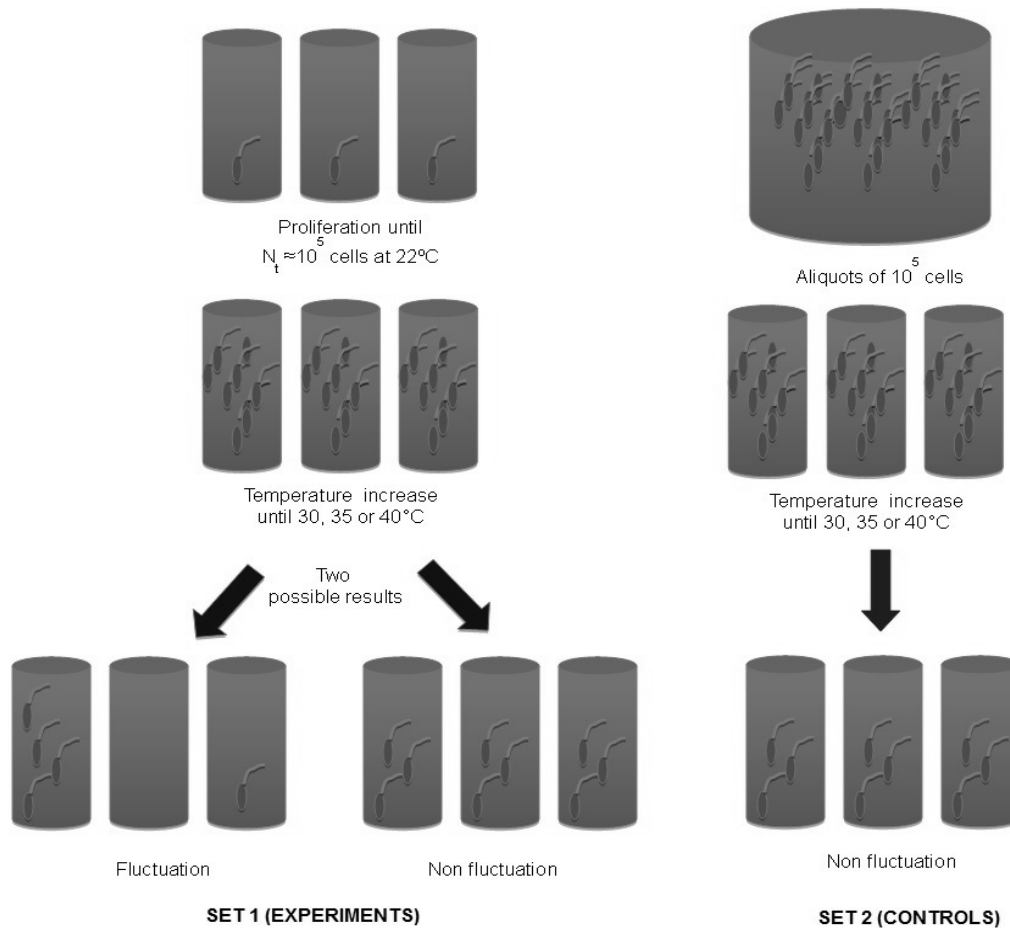 Proliferation until
Nt ≈10^5 cells at 22ºC
Temperature increase
until 30, 35 or 40°C
Two
possible results
Fluctuation
Non fluctuation
SET 1 (EXPERIMENTS)
Aliquots of 10^5 cells
Temperature increase
until 30, 35 or 40°C
Non fluctuation
SET 2 (CONTROLS)